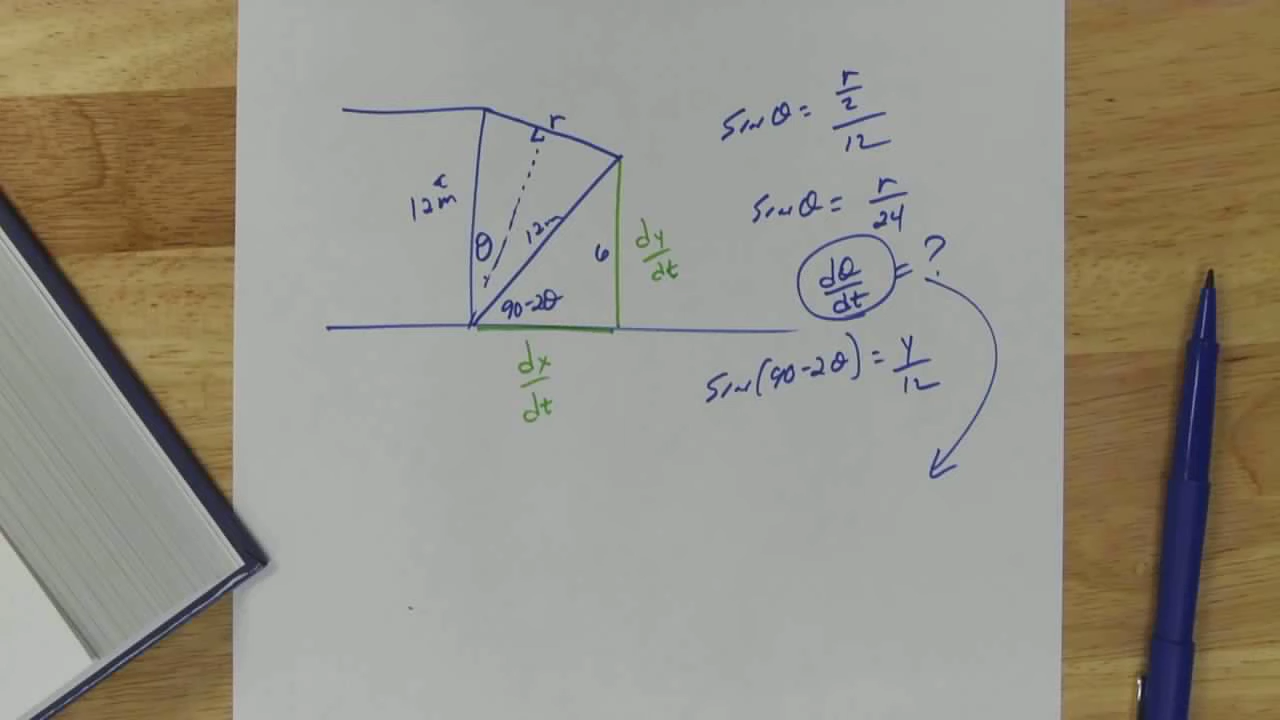 r
12m
θ
12m
6
dy/dt
90-2θ
dx/dt
sin θ = (r/2)/12
sin θ = r/24
dθ/dt = ?
sin(90-2θ) = y/12